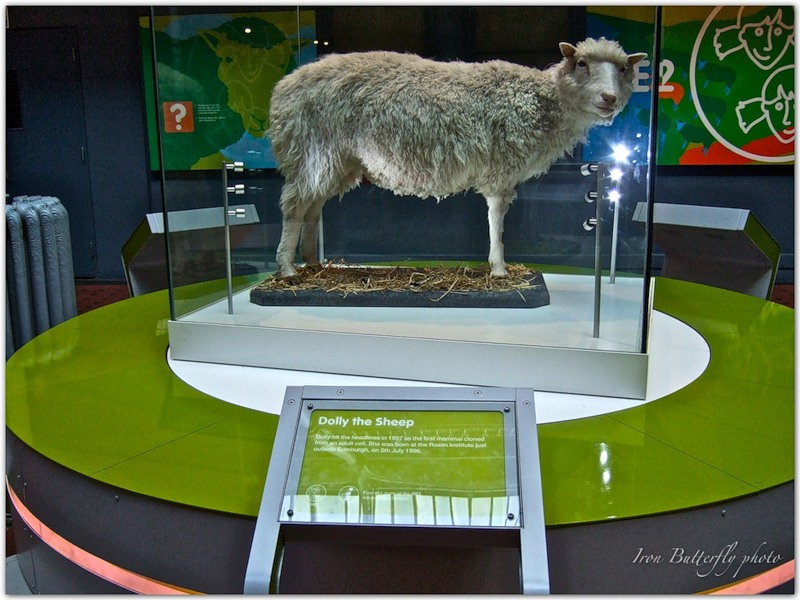 E2
?
Dolly the Sheep
Dolly hit the headlines in 1997 as the first mammal cloned
from an adult cell. She was born at the Roslin Institute just
outside Edinburgh, on 5th July 1996.
Iron Butterfly photo